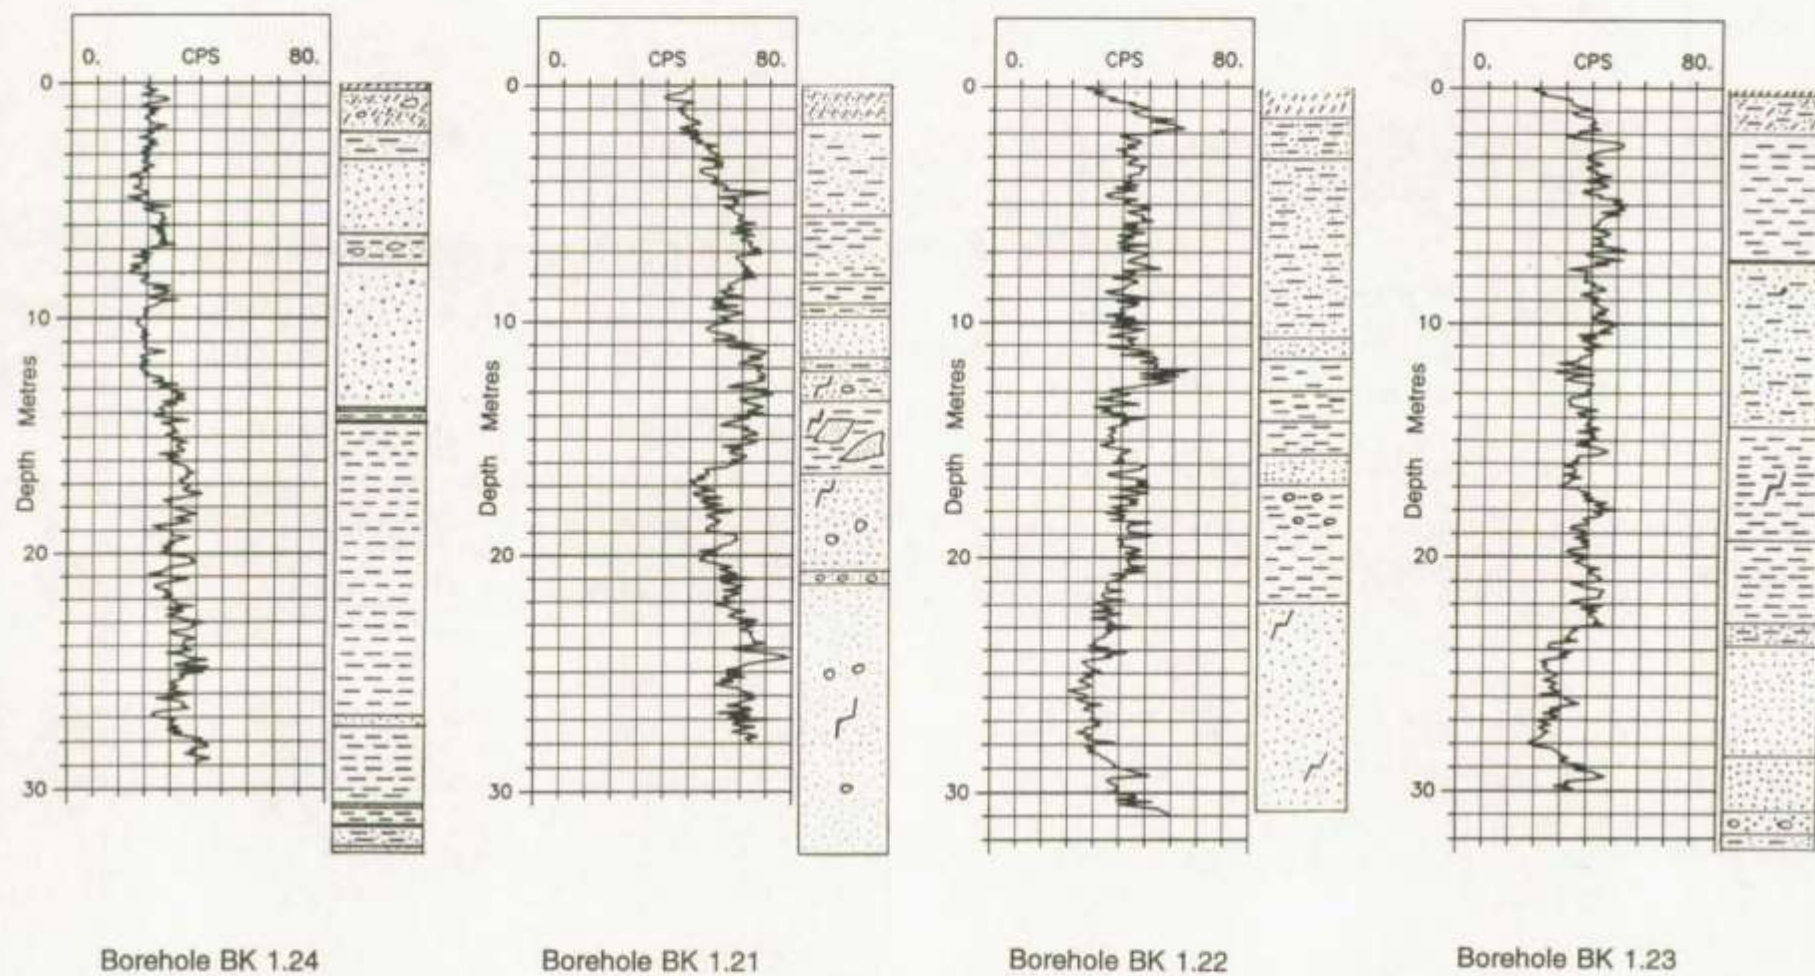 0. CPS 80.
0
10
20
30
Depth Metres
Borehole BK 1.24
0. CPS 80.
0
10
20
30
Depth Metres
Borehole BK 1.21
0. CPS 80.
0
10
20
30
Depth Metres
Borehole BK 1.22
0. CPS 80.
0
10
20
30
Depth Metres
Borehole BK 1.23